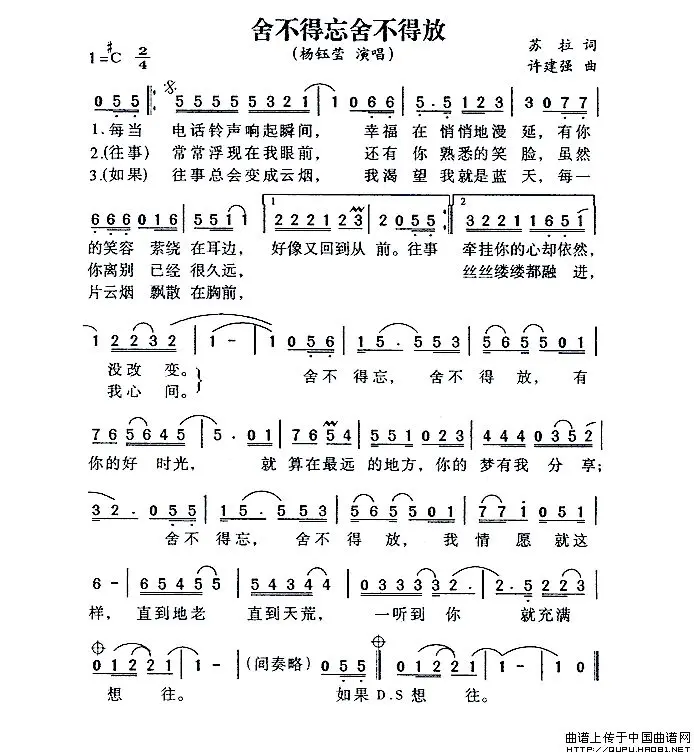 舍不得忘舍不得放
(杨钰莹 演唱)
苏 拉 词
1=#C 2/4
许建强 曲
0 5 5 5 5 5 5 5 3 2 1 1 0 6 6 5· 5 1 2 3 3 0 7 7
1.每当 电话铃声响起瞬间, 幸福 在 悄悄地漫 延,有你
2.(往事) 常常浮现在我眼前, 还有 你 熟悉的笑 脸,虽然
3.(如果) 往事总会变成云烟, 我渴 望 我就是蓝 天,每一
6 6 6 0 1 6 5 5 1 1 1 2 2 2 1 2 3 2 0 5 5 2 3 2 2 1 1 6 5 1
的笑容 萦绕 在耳边, 好像又回到从 前。往事 牵挂你的心却依然,
你离别 已经 很久远, 丝丝缕缕都融 进,
片云烟 飘散 在胸前,
1 2 2 3 2 1 - 1 0 5 6 1 5· 5 5 3 5 6 5 5 0 1
没改 变。 舍不 得忘, 舍不 得 放, 有
我心 间。
7 6 5 6 4 5 5· 0 1 7 6 5 4 5 5 1 0 2 3 4 4 4 0 3 5 2
你的好 时光, 就 算在最远 的地方,你的 梦有我 分 享;
3 2· 0 5 5 1 5· 5 5 3 6 7 7 0 1 7 7 i 0 5 1
舍不 得忘, 舍不 得 放, 我 情 愿 就这
6 - 6 5 4 5 5 6 5 4 5 5 0 3 3 3 3 3 2· 2· 5 2 2 3
样, 直到地老 直到天荒, 一听到 你 就充满
0 1 2 2 1 1 - (间奏略) 0 5 5 0 1 2 2 1 1 - 1 0
想 往。 如果 D.S 想 往。
曲谱上传于中国曲谱网
HTTP://QUPU.HAO81.NET